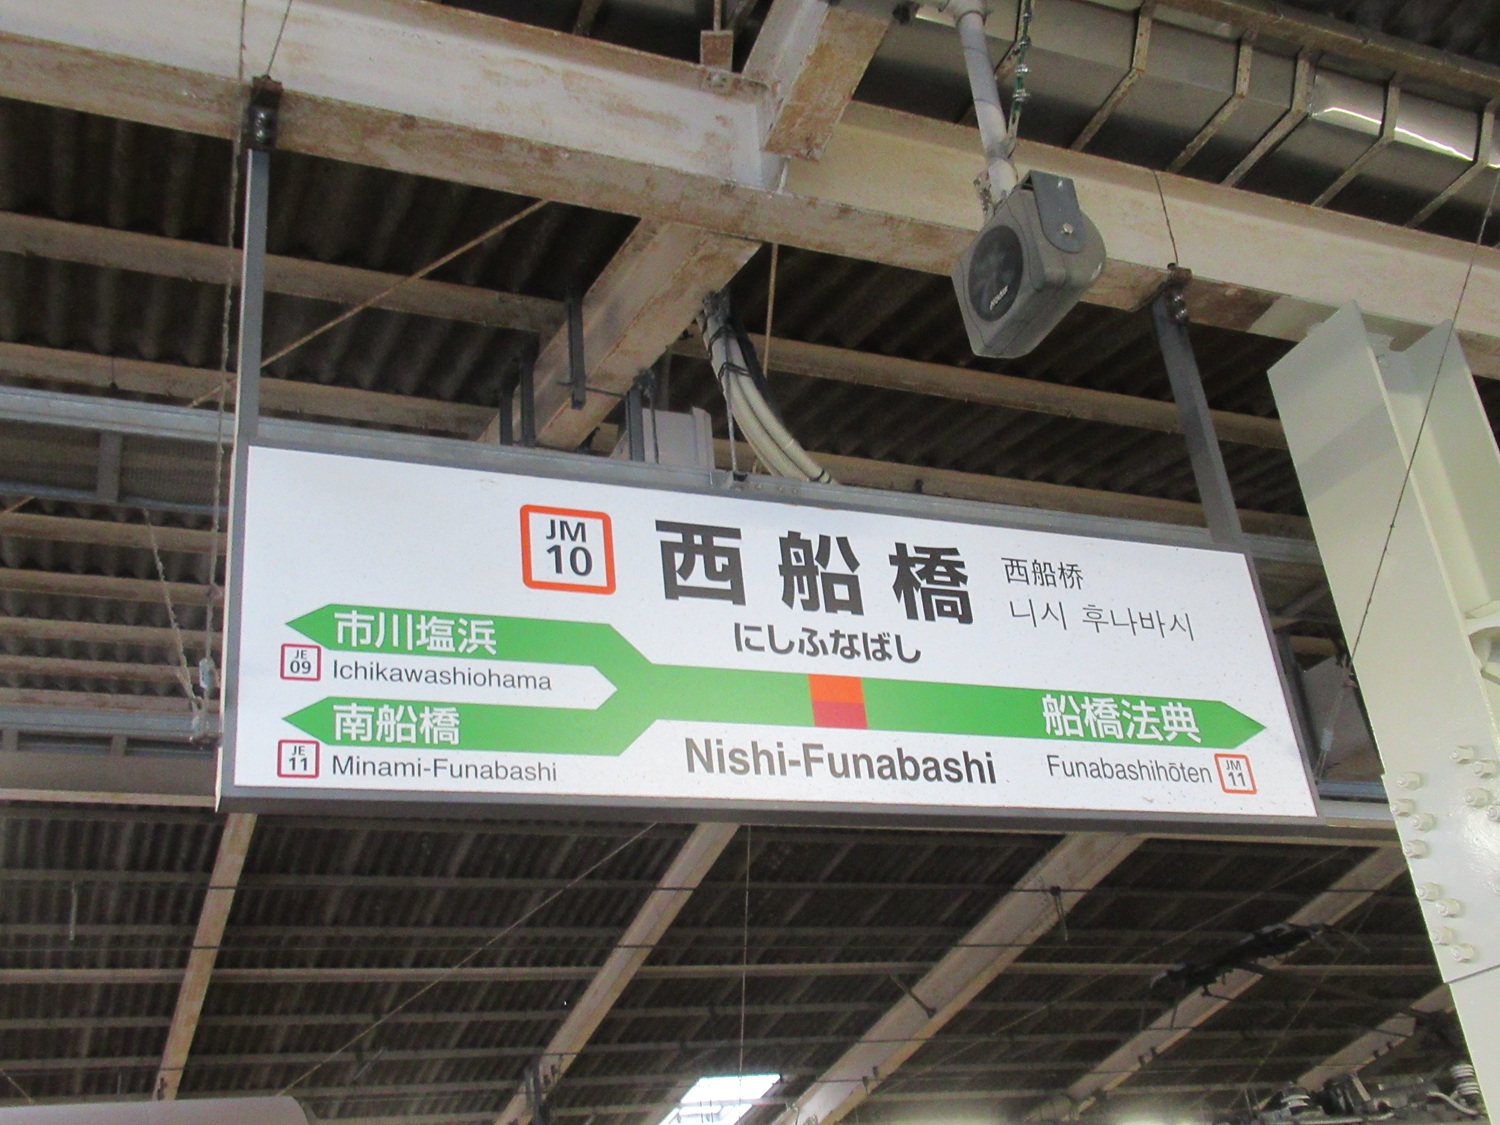 JM
10
西船橋
西船桥
니시 후나바시
にしふなばし
市川塩浜
JE
09
Ichikawashiohama
南船橋
JE
11
Minami-Funabashi
Nishi-Funabashi
船橋法典
Funabashihōten
JM
11